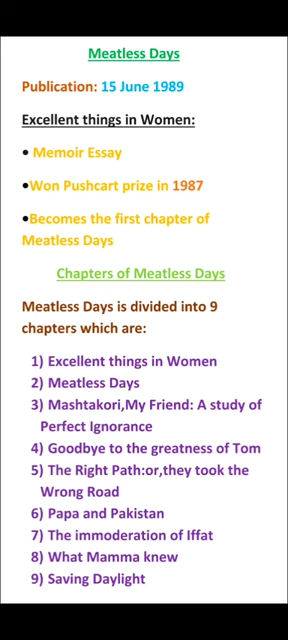 Meatless Days
Publication: 15 June 1989
Excellent things in Women:
• Memoir Essay
•Won Pushcart prize in 1987
•Becomes the first chapter of
Meatless Days
Chapters of Meatless Days
Meatless Days is divided into 9
chapters which are:
1) Excellent things in Women
2) Meatless Days
3) Mashtakori,My Friend: A study of
Perfect Ignorance
4) Goodbye to the greatness of Tom
5) The Right Path:or,they took the
Wrong Road
6) Papa and Pakistan
7) The immoderation of Iffat
8) What Mamma knew
9) Saving Daylight